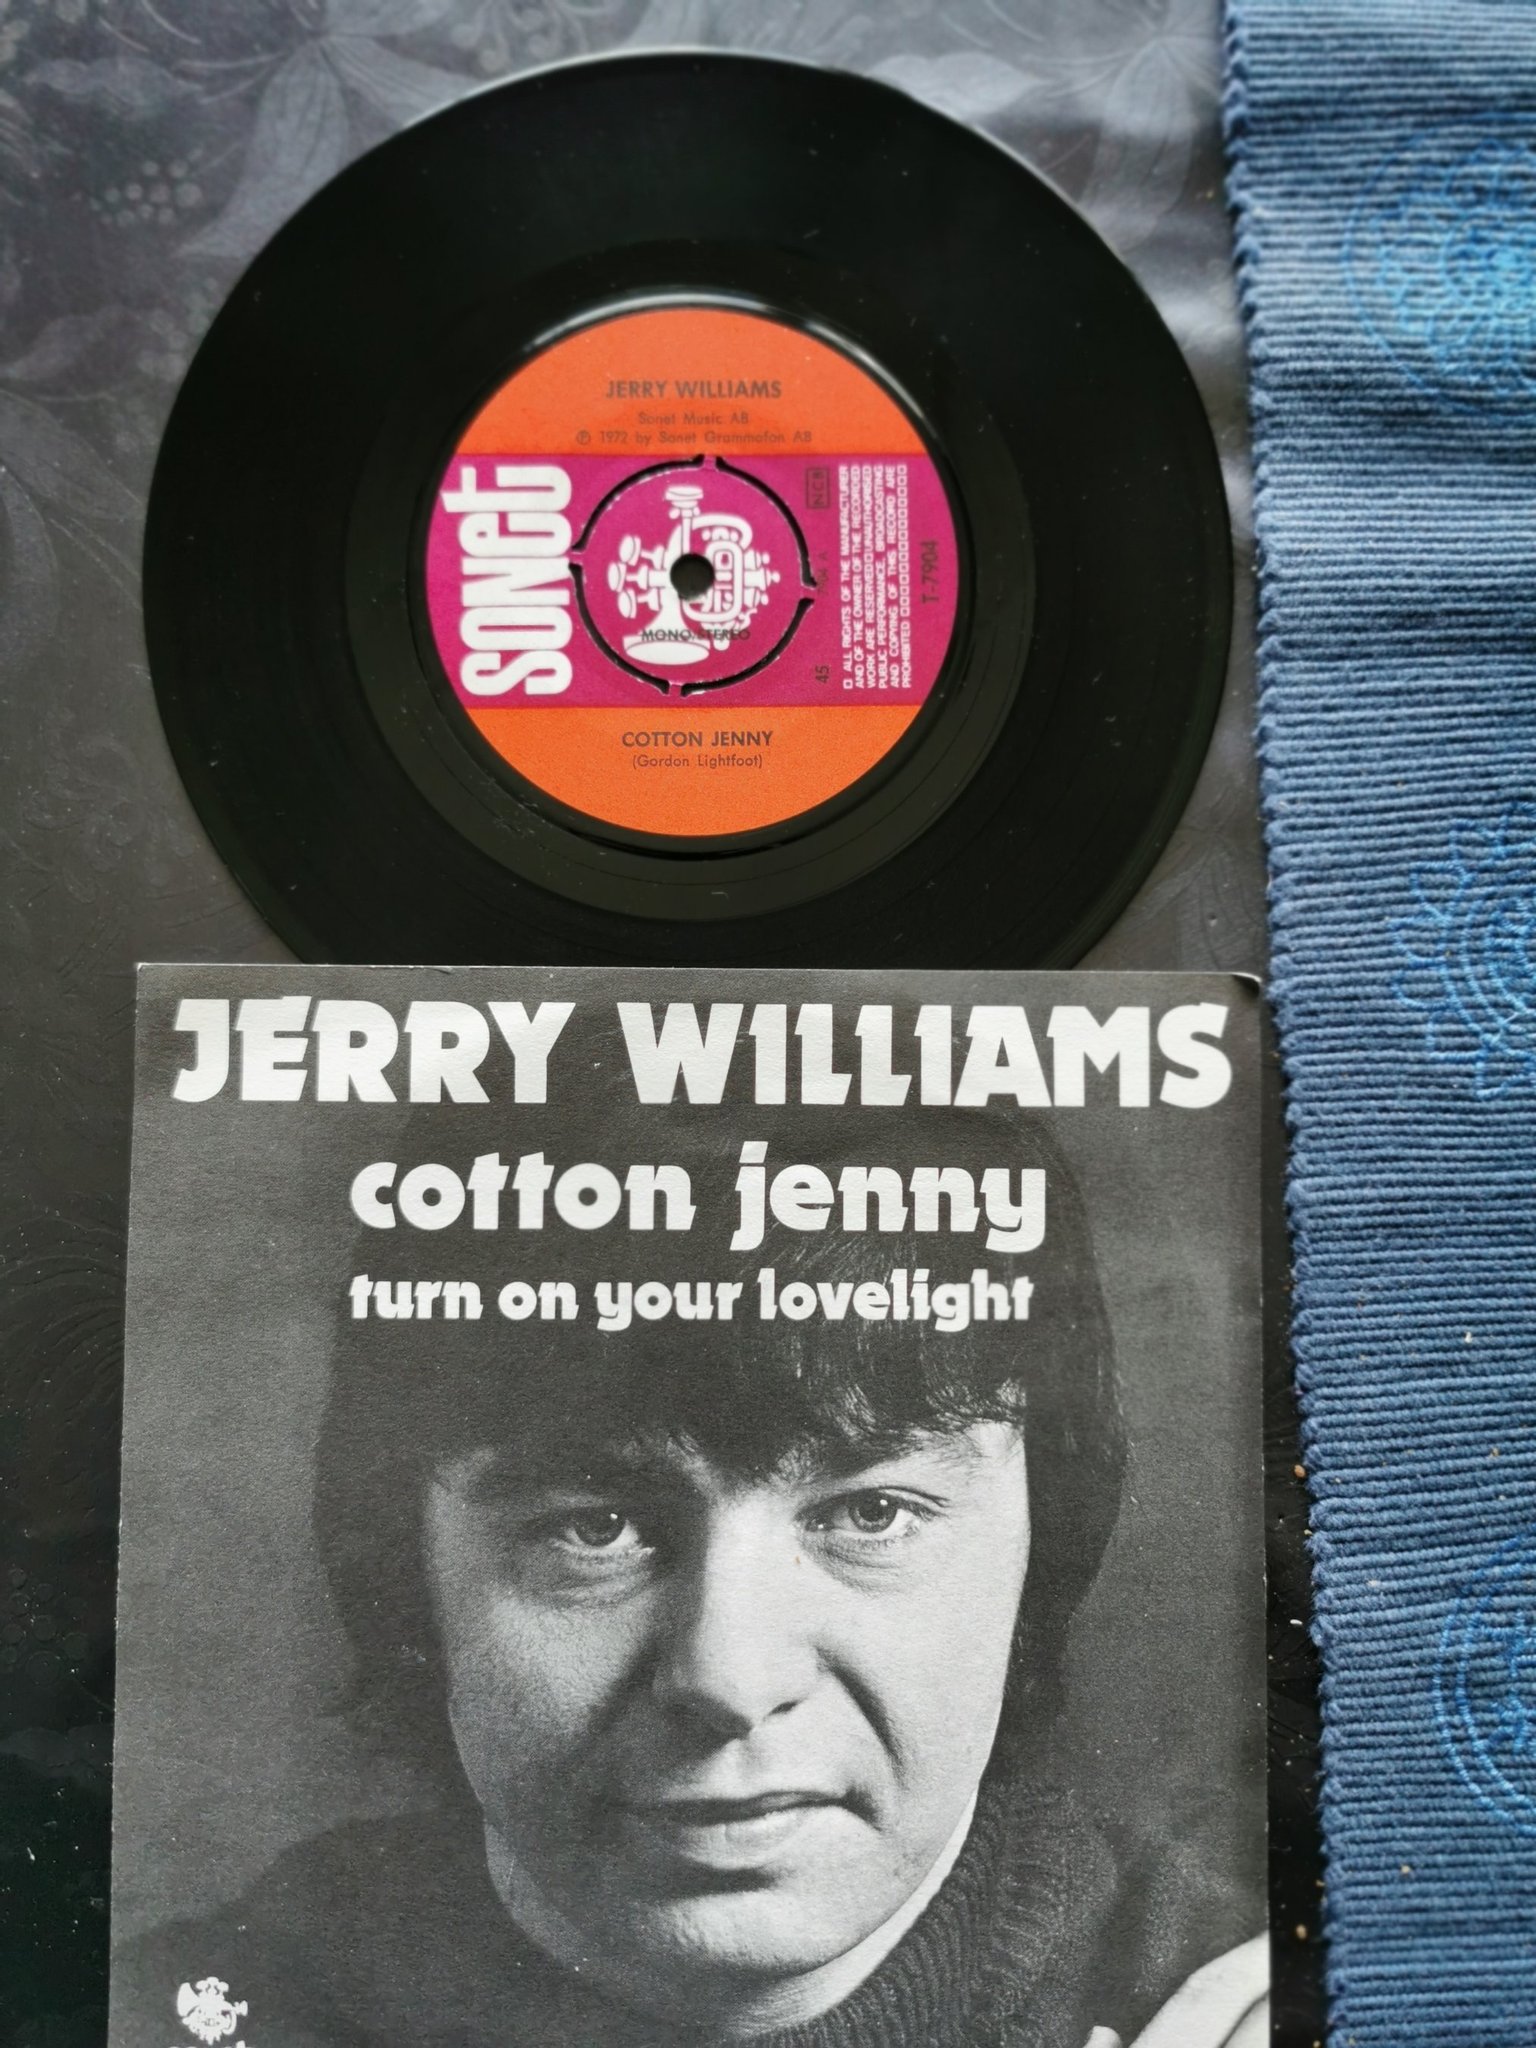 JERRY WILLIAMS
Sonet Music AB
℗ 1972 by Sonet Grammofon AB
sonet
MONO/STEREO
NCB
45
T-7904
□ ALL RIGHTS OF THE MANUFACTURER
AND OF THE OWNER OF THE RECORDED
WORK ARE RESERVED □ UNAUTHORISED
PUBLIC PERFORMANCE, BROADCASTING
AND COPYING OF THIS RECORD ARE
PROHIBITED □□□□□□□□□□□□□
COTTON JENNY
(Gordon Lightfoot)
JERRY WILLIAMS
cotton jenny
turn on your lovelight